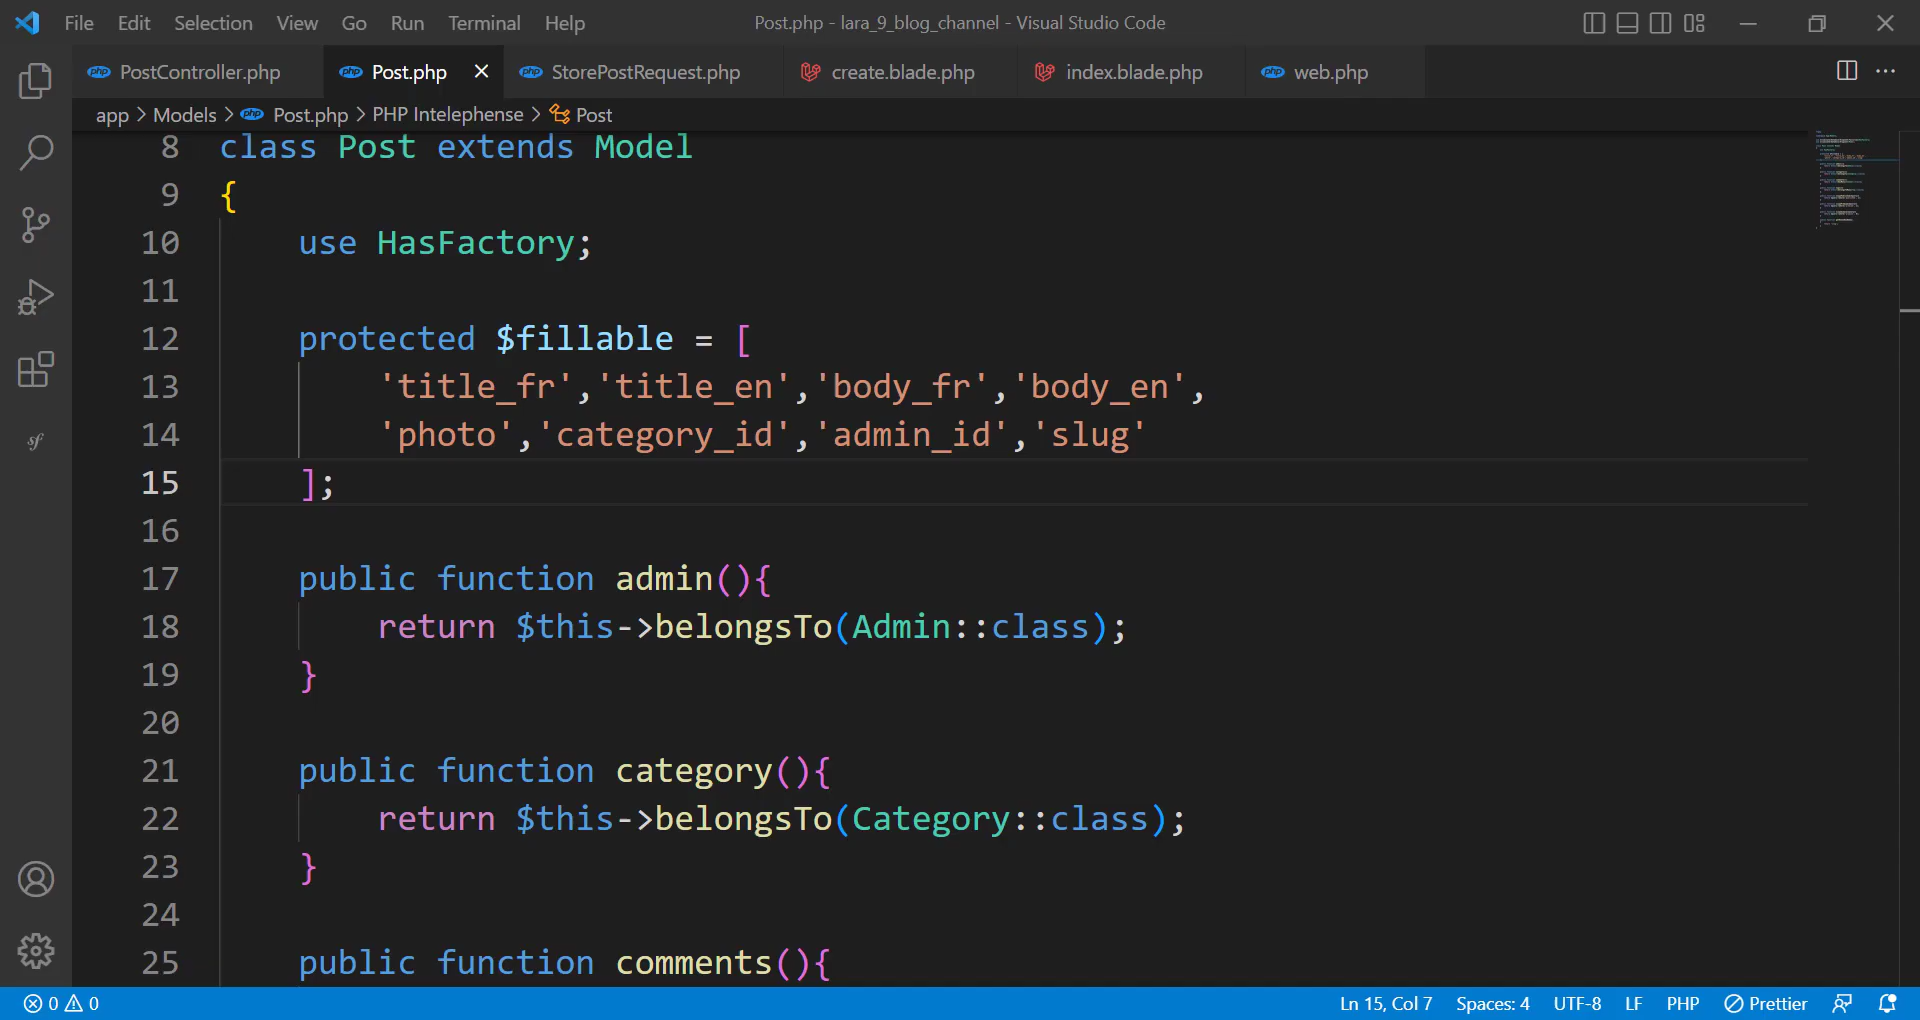 File Edit Selection View Go Run Terminal Help Post.php - lara_9_blog_channel - Visual Studio Code
php PostController.php php Post.php php StorePostRequest.php create.blade.php index.blade.php php web.php
app > Models > php Post.php > PHP Intelephense > Post
8 class Post extends Model
9 {
10 use HasFactory;
11
12 protected $fillable = [
13 'title_fr','title_en','body_fr','body_en',
14 'photo','category_id','admin_id','slug'
15 ];
16
17 public function admin(){
18 return $this->belongsTo(Admin::class);
19 }
20
21 public function category(){
22 return $this->belongsTo(Category::class);
23 }
24
25 public function comments(){
0 0 Ln 15, Col 7 Spaces: 4 UTF-8 LF PHP Prettier